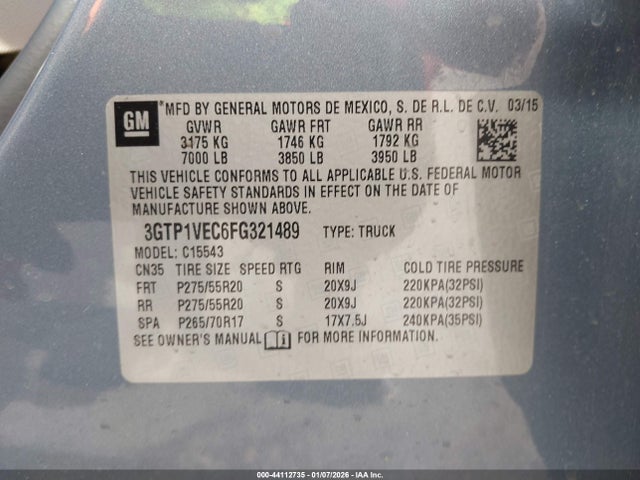 GM
*MFD BY GENERAL MOTORS DE MEXICO, S. DE R.L. DE C.V. 03/15
GVWR GAWR FRT GAWR RR
3175 KG 1746 KG 1792 KG
7000 LB 3850 LB 3950 LB
THIS VEHICLE CONFORMS TO ALL APPLICABLE U.S. FEDERAL MOTOR
VEHICLE SAFETY STANDARDS IN EFFECT ON THE DATE OF
MANUFACTURE SHOWN ABOVE.
3GTP1VEC6FG321489 TYPE: TRUCK
MODEL: C15543
CN35 TIRE SIZE SPEED RTG RIM COLD TIRE PRESSURE
FRT P275/55R20 S 20X9J 220KPA(32PSI)
RR P275/55R20 S 20X9J 220KPA(32PSI)
SPA P265/70R17 S 17X7.5J 240KPA(35PSI)
SEE OWNER'S MANUAL i FOR MORE INFORMATION.
000-44112735 - 01/07/2026 - IAAI Inc.